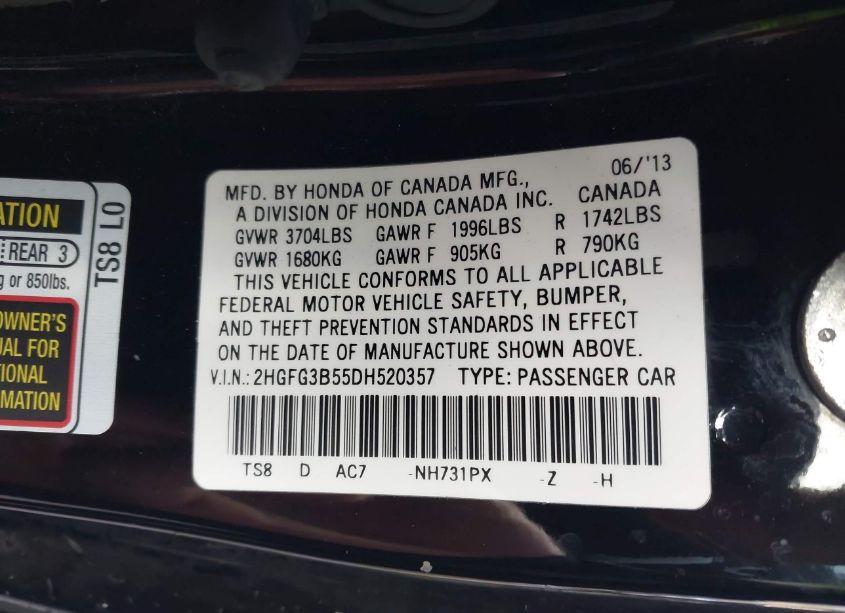 ATION
REAR 3
g or 850lbs.
OWNER'S
UAL FOR
TIONAL
ORMATION
TS8 L0
06/'13
MFD. BY HONDA OF CANADA MFG.,
A DIVISION OF HONDA CANADA INC. CANADA
GVWR 3704LBS GAWR F 1996LBS R 1742LBS
GVWR 1680KG GAWR F 905KG R 790KG
THIS VEHICLE CONFORMS TO ALL APPLICABLE
FEDERAL MOTOR VEHICLE SAFETY, BUMPER,
AND THEFT PREVENTION STANDARDS IN EFFECT
ON THE DATE OF MANUFACTURE SHOWN ABOVE.
V.I.N.: 2HGFG3B55DH520357 TYPE: PASSENGER CAR
TS8 D AC7 -NH731PX -Z -H